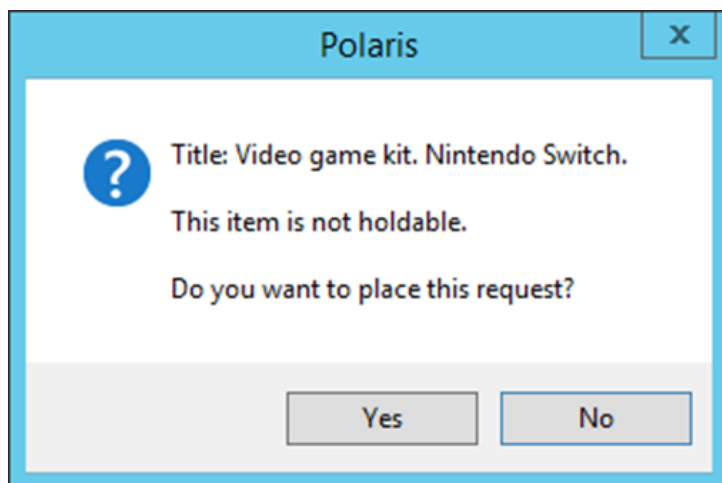 Polaris
x
?
Title: Video game kit. Nintendo Switch.
This item is not holdable.
Do you want to place this request?
Yes
No